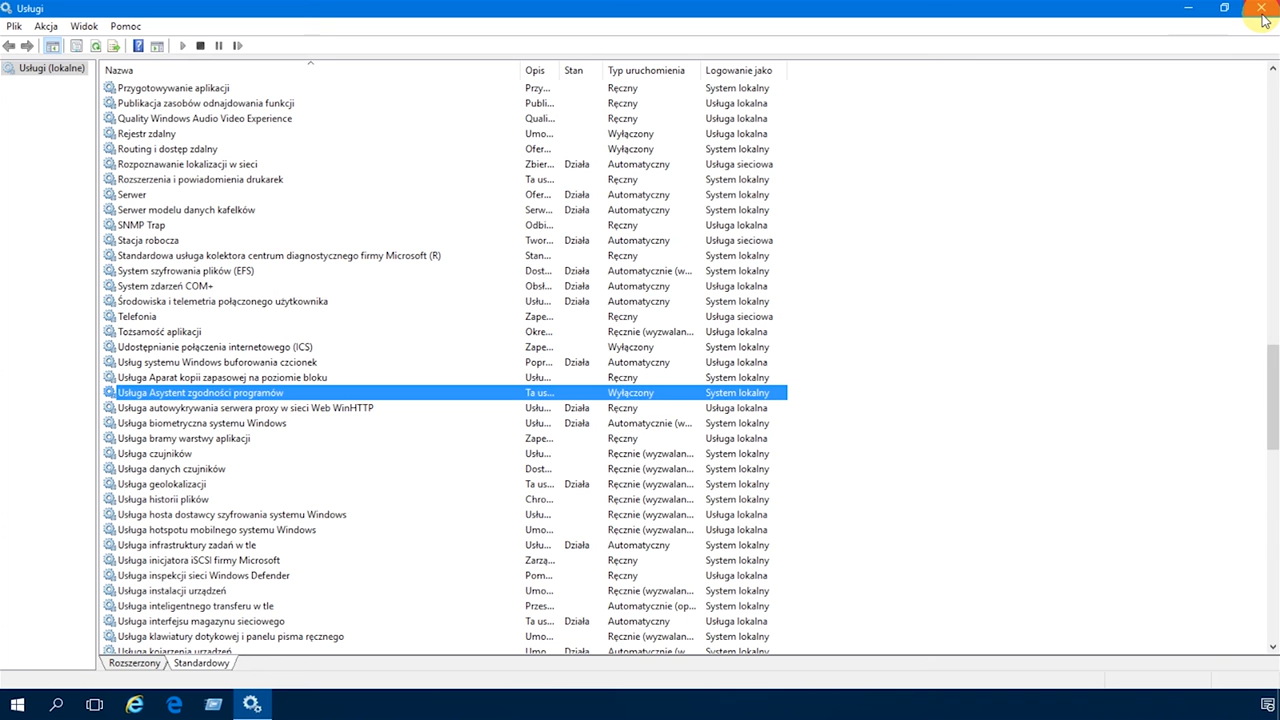 Usługi
Plik Akcja Widok Pomoc
Usługi (lokalne)
Nazwa Opis Stan Typ uruchomienia Logowanie jako
Przygotowywanie aplikacji Przy... Ręczny System lokalny
Publikacja zasobów odnajdowania funkcji Publi... Ręczny Usługa lokalna
Quality Windows Audio Video Experience Quali... Ręczny Usługa lokalna
Rejestr zdalny Umo... Wyłączony Usługa lokalna
Routing i dostęp zdalny Ofer... Wyłączony System lokalny
Rozpoznawanie lokalizacji w sieci Zbier... Działa Automatyczny Usługa sieciowa
Rozszerzenia i powiadomienia drukarek Ta us... Ręczny System lokalny
Serwer Ofer... Działa Automatyczny System lokalny
Serwer modelu danych kafelków Serw... Działa Automatyczny System lokalny
SNMP Trap Odbi... Ręczny Usługa lokalna
Stacja robocza Twor... Działa Automatyczny Usługa sieciowa
Standardowa usługa kolektora centrum diagnostycznego firmy Microsoft (R) Stan... Ręczny System lokalny
System szyfrowania plików (EFS) Dost... Działa Automatycznie (w... System lokalny
System zdarzeń COM+ Obsł... Działa Automatyczny Usługa lokalna
Środowiska i telemetria połączonego użytkownika Usłu... Działa Automatyczny System lokalny
Telefonia Zape... Ręczny Usługa sieciowa
Tożsamość aplikacji Okre... Ręcznie (wyzwalan... Usługa lokalna
Udostępnianie połączenia internetowego (ICS) Zape... Wyłączony System lokalny
Usług systemu Windows buforowania czcionek Popr... Działa Automatyczny Usługa lokalna
Usługa Aparat kopii zapasowej na poziomie bloku Usłu... Ręczny System lokalny
Usługa Asystent zgodności programów Ta us... Wyłączony System lokalny
Usługa autowykrywania serwera proxy w sieci Web WinHTTP Usłu... Działa Ręczny Usługa lokalna
Usługa biometryczna systemu Windows Usłu... Działa Automatycznie (w... System lokalny
Usługa bramy warstwy aplikacji Zape... Ręczny Usługa lokalna
Usługa czujników Usłu... Ręcznie (wyzwalan... System lokalny
Usługa danych czujników Dost... Ręcznie (wyzwalan... System lokalny
Usługa geolokalizacji Ta us... Działa Ręcznie (wyzwalan... System lokalny
Usługa historii plików Chro... Ręcznie (wyzwalan... System lokalny
Usługa hosta dostawcy szyfrowania systemu Windows Usłu... Ręcznie (wyzwalan... Usługa lokalna
Usługa hotspotu mobilnego systemu Windows Umo... Ręcznie (wyzwalan... Usługa lokalna
Usługa infrastruktury zadań w tle Usłu... Działa Automatyczny System lokalny
Usługa inicjatora iSCSI firmy Microsoft Zarzą... Ręczny System lokalny
Usługa inspekcji sieci Windows Defender Pom... Ręczny Usługa lokalna
Usługa instalacji urządzeń Umo... Ręcznie (wyzwalan... System lokalny
Usługa inteligentnego transferu w tle Przes... Automatycznie (op... System lokalny
Usługa interfejsu magazynu sieciowego Ta us... Działa Automatyczny Usługa lokalna
Usługa klawiatury dotykowej i panelu pisma ręcznego Umo... Ręcznie (wyzwalan... System lokalny
Usługa kojarzenia urządzeń Umo... Działa Automatycznie (w... System lokalny
Rozszerzony Standardowy